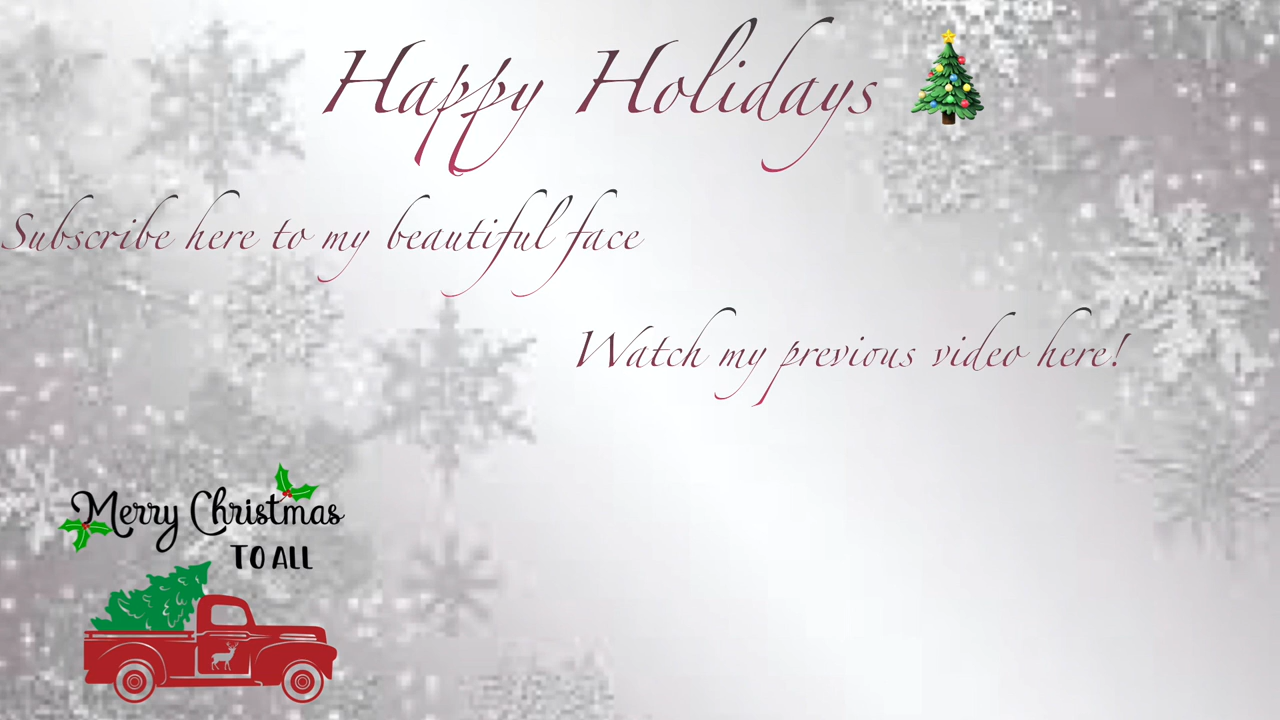 Happy Holidays 🎄
Subscribe here to my beautiful face
Watch my previous video here!
Merry Christmas
TO ALL